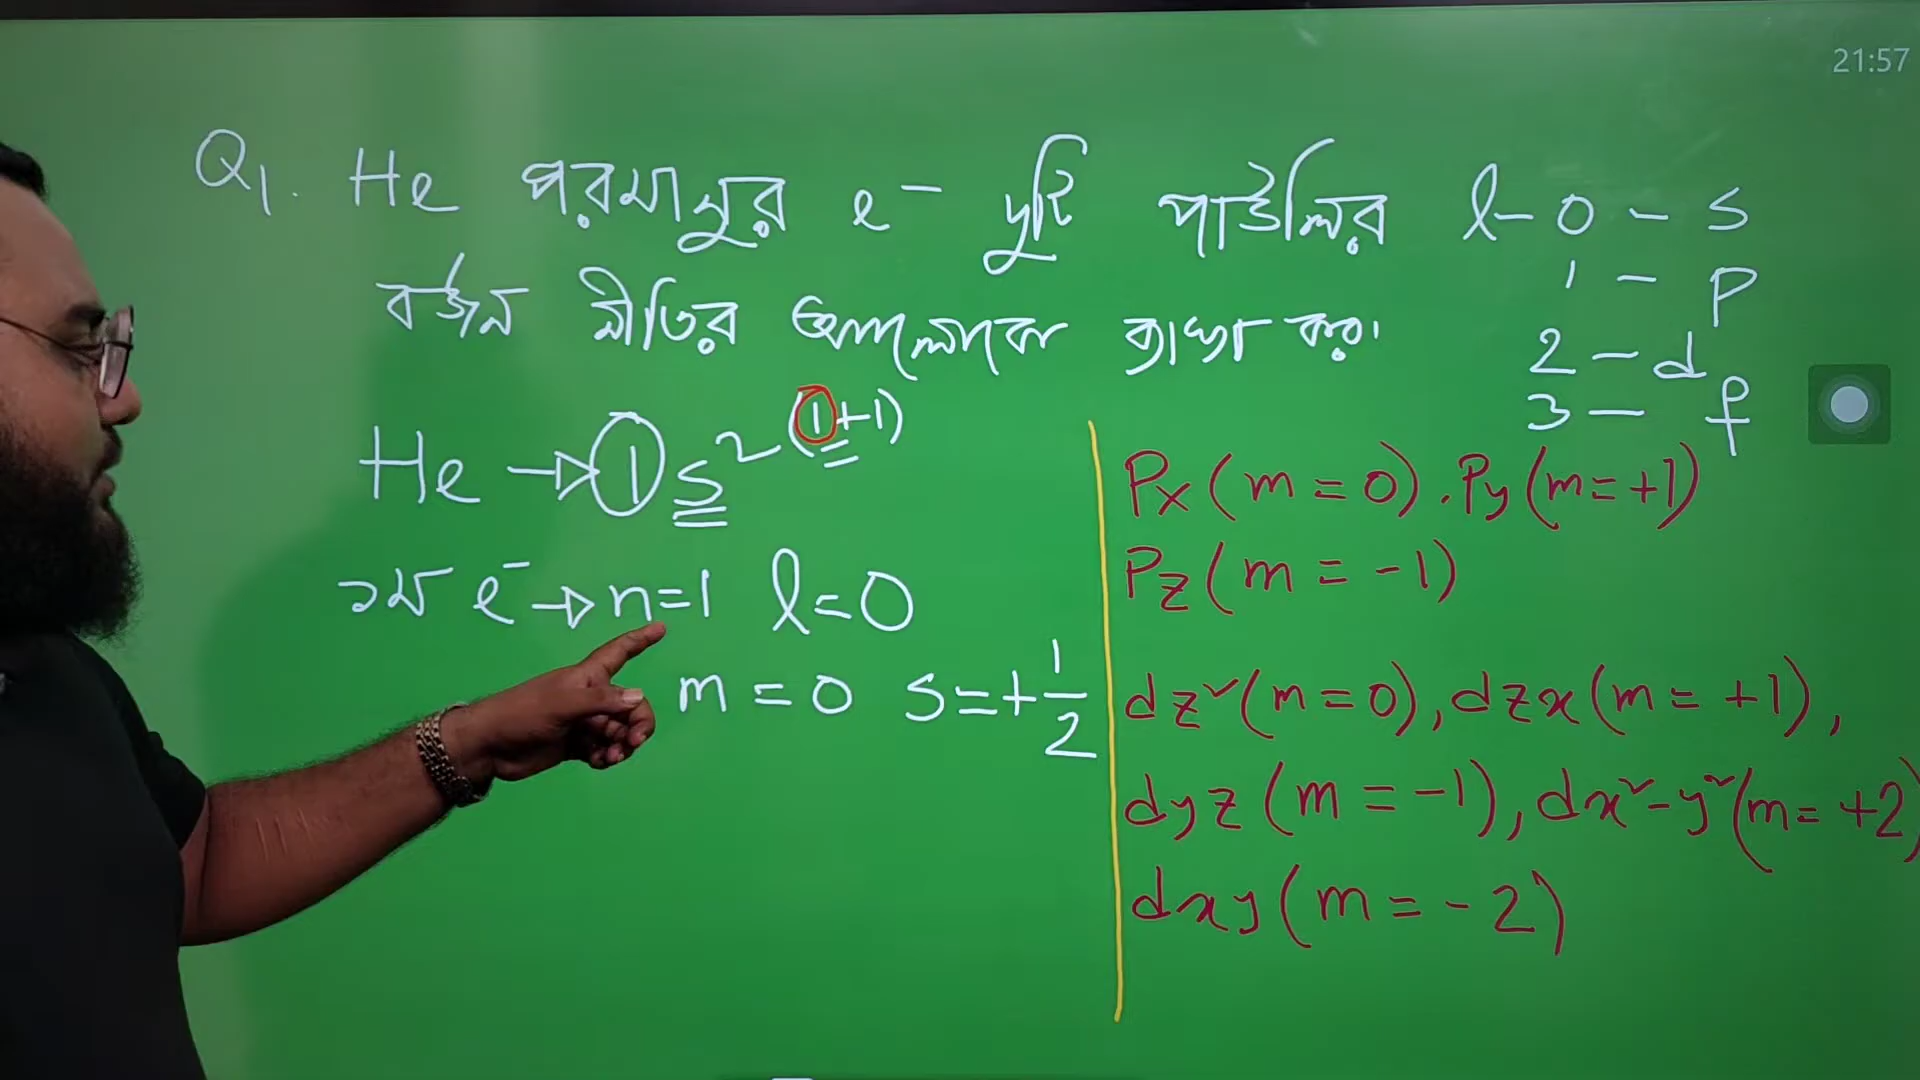 21:57
Q1. He পরমাণুর e⁻ দুটি পাউলির
বর্জন নীতির আলোকে ব্যাখ্যা কর।
l - 0 - s
1 - p
2 - d
3 - f
He → 1s² (1+1)
১ম e⁻ → n=1 l=0
m = 0 s=+1/2
Px (m = 0). Py (m = +1)
Pz (m = -1)
dz² (m = 0), dzx (m = +1),
dyz (m = -1), dx²-y² (m = +2)
dxy (m = -2)